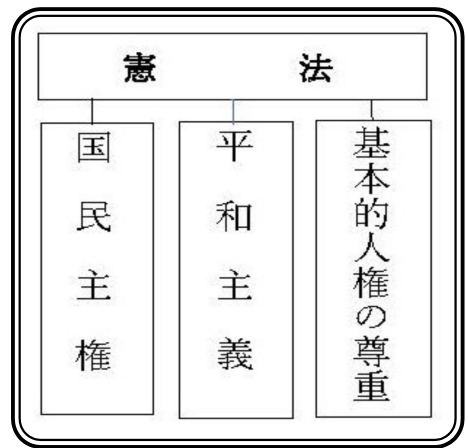 憲法
国民主権
平和主義
基本的人権の尊重